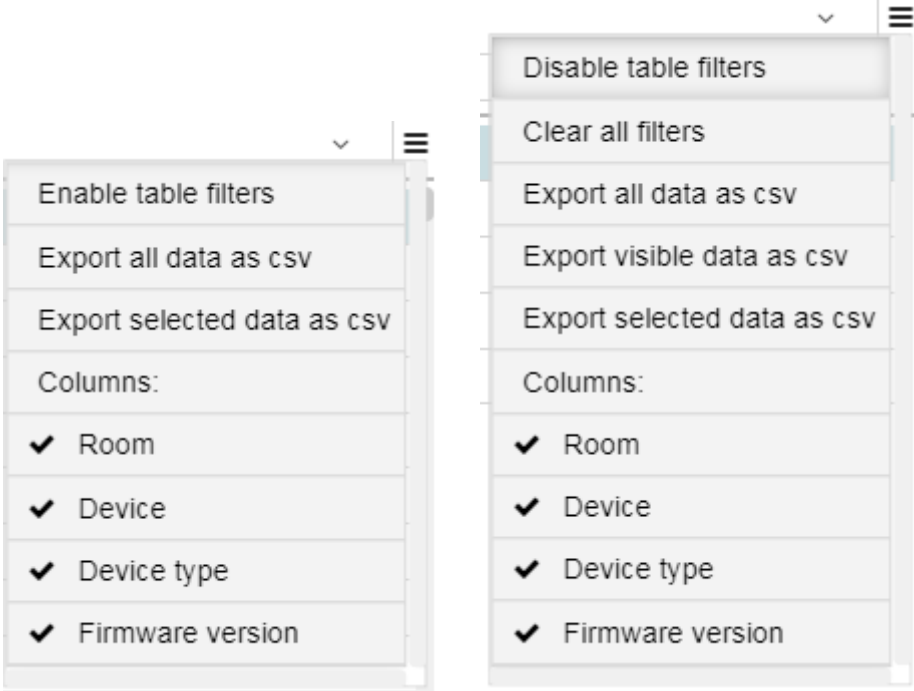 Enable table filters
Export all data as csv
Export selected data as csv
Columns:
Room
Device
Device type
Firmware version
Disable table filters
Clear all filters
Export all data as csv
Export visible data as csv
Export selected data as csv
Columns:
Room
Device
Device type
Firmware version